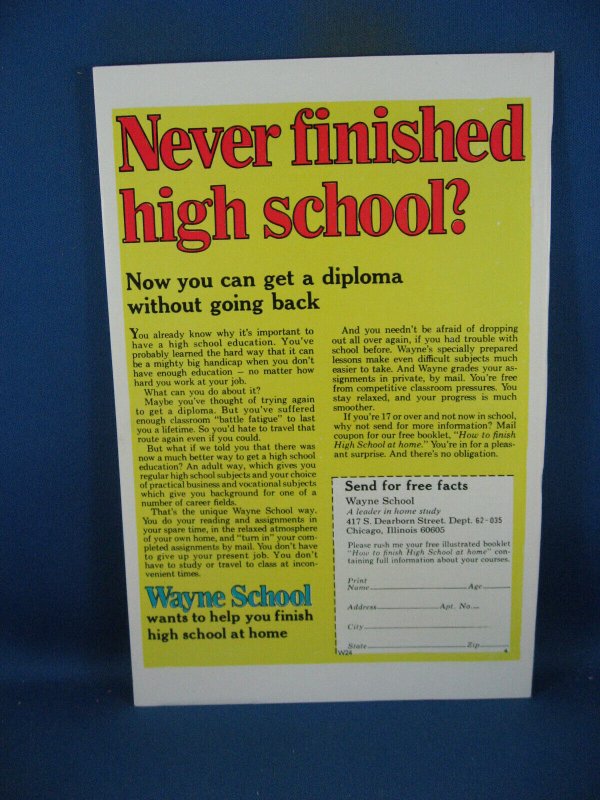 Never finished
high school?
Now you can get a diploma
without going back
You already know why it's important to
have a high school education. You've
probably learned the hard way that it can
be a mighty big handicap when you don't
have enough education — no matter how
hard you work at your job.
What can you do about it?
Maybe you've thought of trying again
to get a diploma. But you've suffered
enough classroom "battle fatigue" to last
you a lifetime. So you'd hate to travel that
route again even if you could.
But what if we told you that there was
now a much better way to get a high school
education? An adult way, which gives you
regular high school subjects and your choice
of practical business and vocational subjects
which give you background for one of a
number of career fields.
That's the unique Wayne School way.
You do your reading and assignments in
your spare time, in the relaxed atmosphere
of your own home, and "turn in" your com-
pleted assignments by mail. You don't have
to give up your present job. You don't
have to study or travel to class at incon-
venient times.
Wayne School
wants to help you finish
high school at home
And you needn't be afraid of dropping
out all over again, if you had trouble with
school before. Wayne's specially prepared
lessons make even difficult subjects much
easier to take. And Wayne grades your as-
signments in private, by mail. You're free
from competitive classroom pressures. You
stay relaxed, and your progress is much
smoother.
If you're 17 or over and not now in school,
why not send for more information? Mail
coupon for our free booklet, "How to finish
High School at home." You're in for a pleas-
ant surprise. And there's no obligation.
Send for free facts
Wayne School
A leader in home study
417 S. Dearborn Street. Dept. 62-035
Chicago, Illinois 60605
Please rush me your free illustrated booklet
"How to finish High School at home" con-
taining full information about your courses.
Print
Name Age
Address Apt. No.
City
State Zip
W24 4